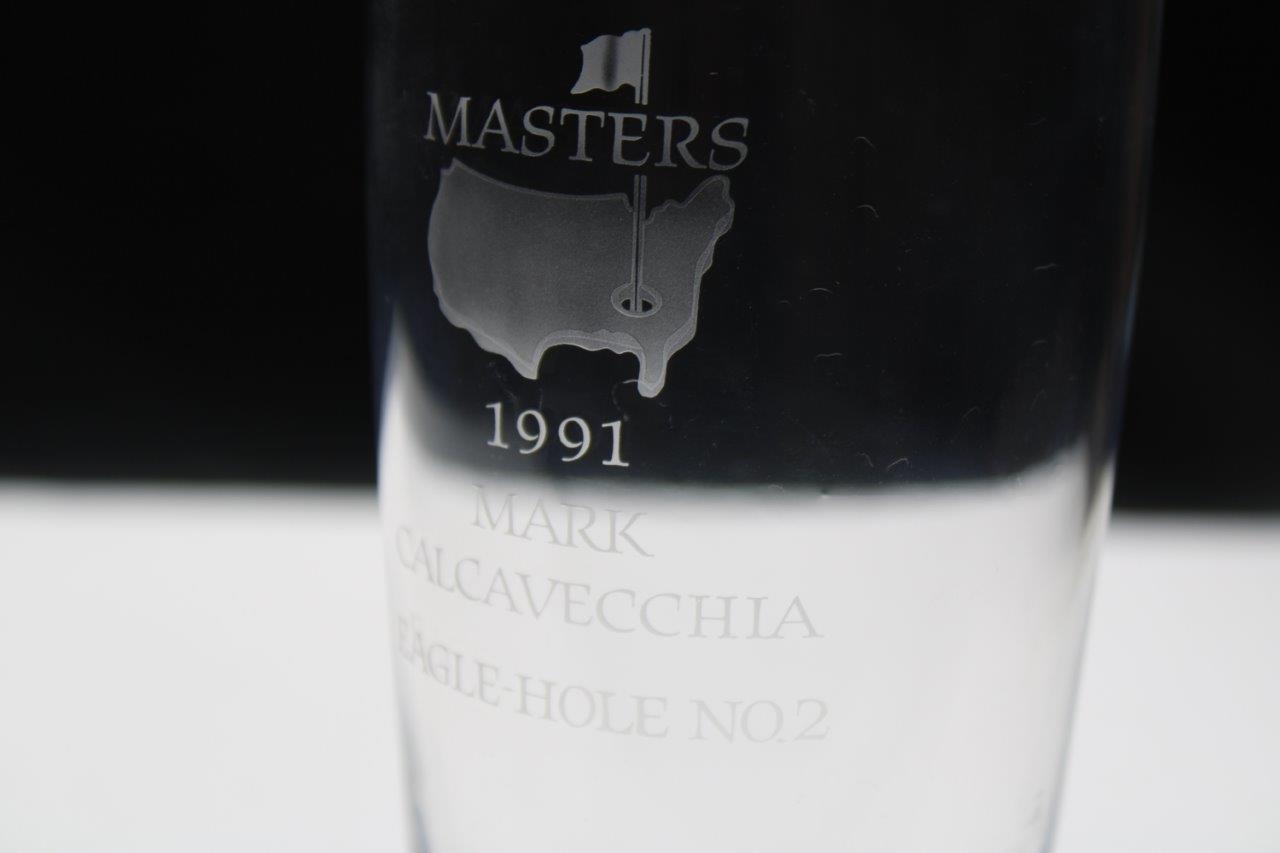 MASTERS
1991
MARK
CALCAVECCHIA
EAGLE-HOLE NO.2